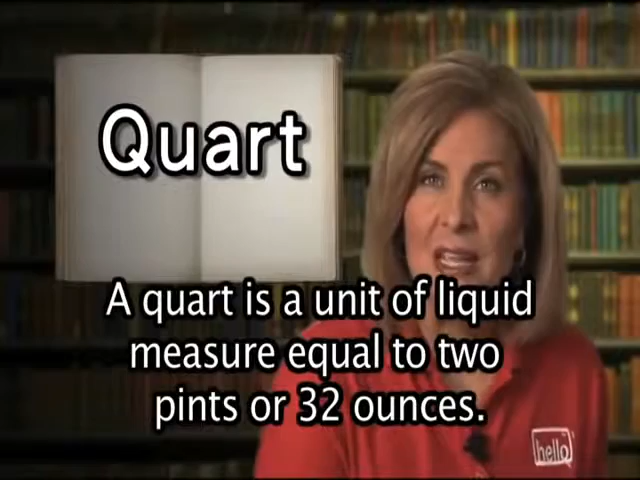 Quart
A quart is a unit of liquid
measure equal to two
pints or 32 ounces.
hello